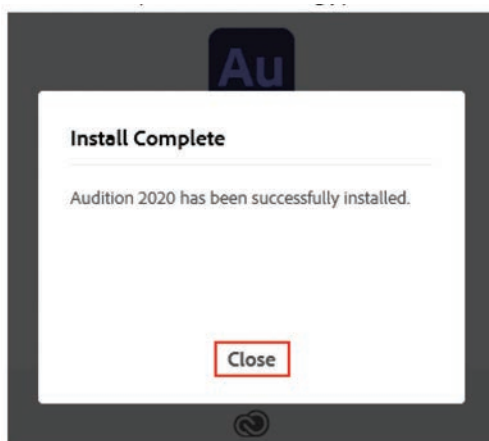 Au
Install Complete
Audition 2020 has been successfully installed.
Close